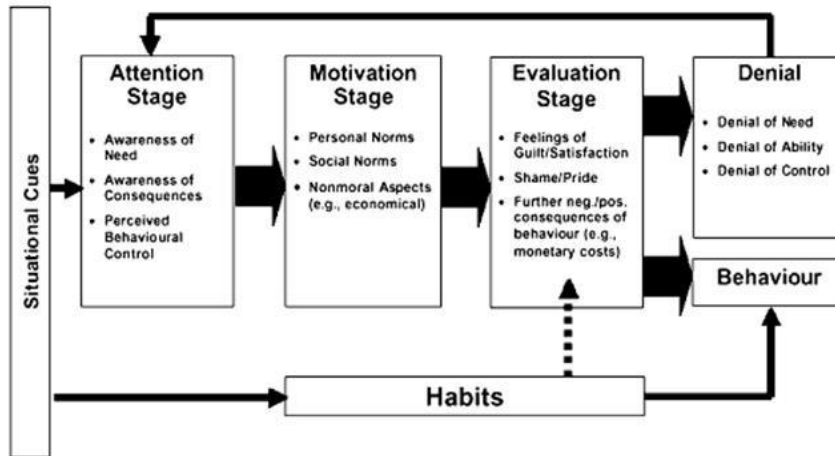 Situational Cues
Attention
Stage
• Awareness of
Need
• Awareness of
Consequences
• Perceived
Behavioural
Control
Motivation
Stage
• Personal Norms
• Social Norms
• Nonmoral Aspects
(e.g., economical)
Evaluation
Stage
• Feelings of
Guilt/Satisfaction
• Shame/Pride
• Further neg./pos.
consequences of
behaviour (e.g.,
monetary costs)
Denial
• Denial of Need
• Denial of Ability
• Denial of Control
Behaviour
Habits